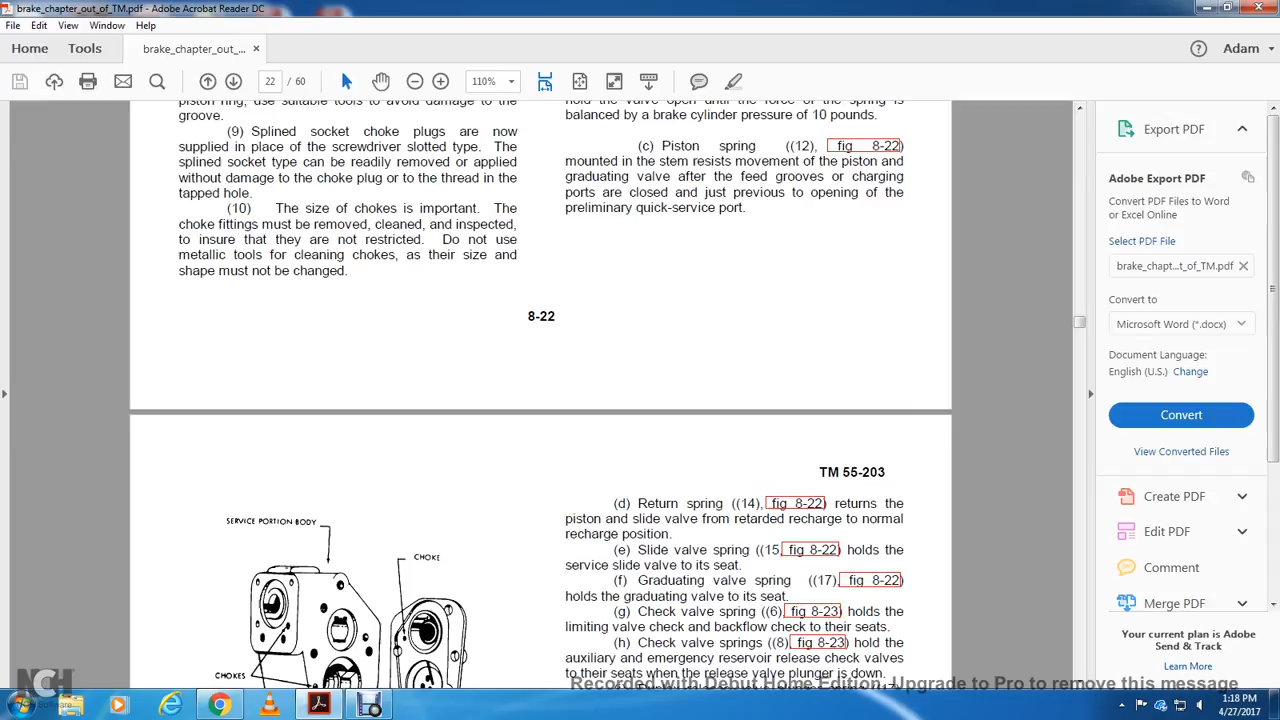 brake_chapter_out_of_TM.pdf - Adobe Acrobat Reader DC
File Edit View Window Help
Home Tools brake_chapter_out_... × Adam
22 / 60 110%
piston ring, use suitable tools to avoid damage to the
groove.
(9) Splined socket choke plugs are now
supplied in place of the screwdriver slotted type. The
splined socket type can be readily removed or applied
without damage to the choke plug or to the thread in the
tapped hole.
(10) The size of chokes is important. The
choke fittings must be removed, cleaned, and inspected,
to insure that they are not restricted. Do not use
metallic tools for cleaning chokes, as their size and
shape must not be changed.
hold the valve open until the force of the spring is
balanced by a brake cylinder pressure of 10 pounds.
(c) Piston spring ((12), fig 8-22)
mounted in the stem resists movement of the piston and
graduating valve after the feed grooves or charging
ports are closed and just previous to opening of the
preliminary quick-service port.
8-22
TM 55-203
SERVICE PORTION BODY
CHOKE
CHOKES
(d) Return spring ((14), fig 8-22) returns the
piston and slide valve from retarded recharge to normal
recharge position.
(e) Slide valve spring ((15, fig 8-22) holds the
service slide valve to its seat.
(f) Graduating valve spring ((17), fig 8-22)
holds the graduating valve to its seat.
(g) Check valve spring ((6), fig 8-23) holds the
limiting valve check and backflow check to their seats.
(h) Check valve springs ((8), fig 8-23) hold the
auxiliary and emergency reservoir release check valves
to their seats when the release valve plunger is down.
Export PDF
Adobe Export PDF
Convert PDF Files to Word
or Excel Online
Select PDF File
brake_chapt...t_of_TM.pdf ×
Convert to
Microsoft Word (*.docx)
Document Language:
English (U.S.) Change
Convert
View Converted Files
Create PDF
Edit PDF
Comment
Merge PDF
Your current plan is Adobe
Send & Track
Learn More
Recorded with Debut Home Edition. Upgrade to Pro to remove this message
NCH
Software
1:18 PM
4/27/2017